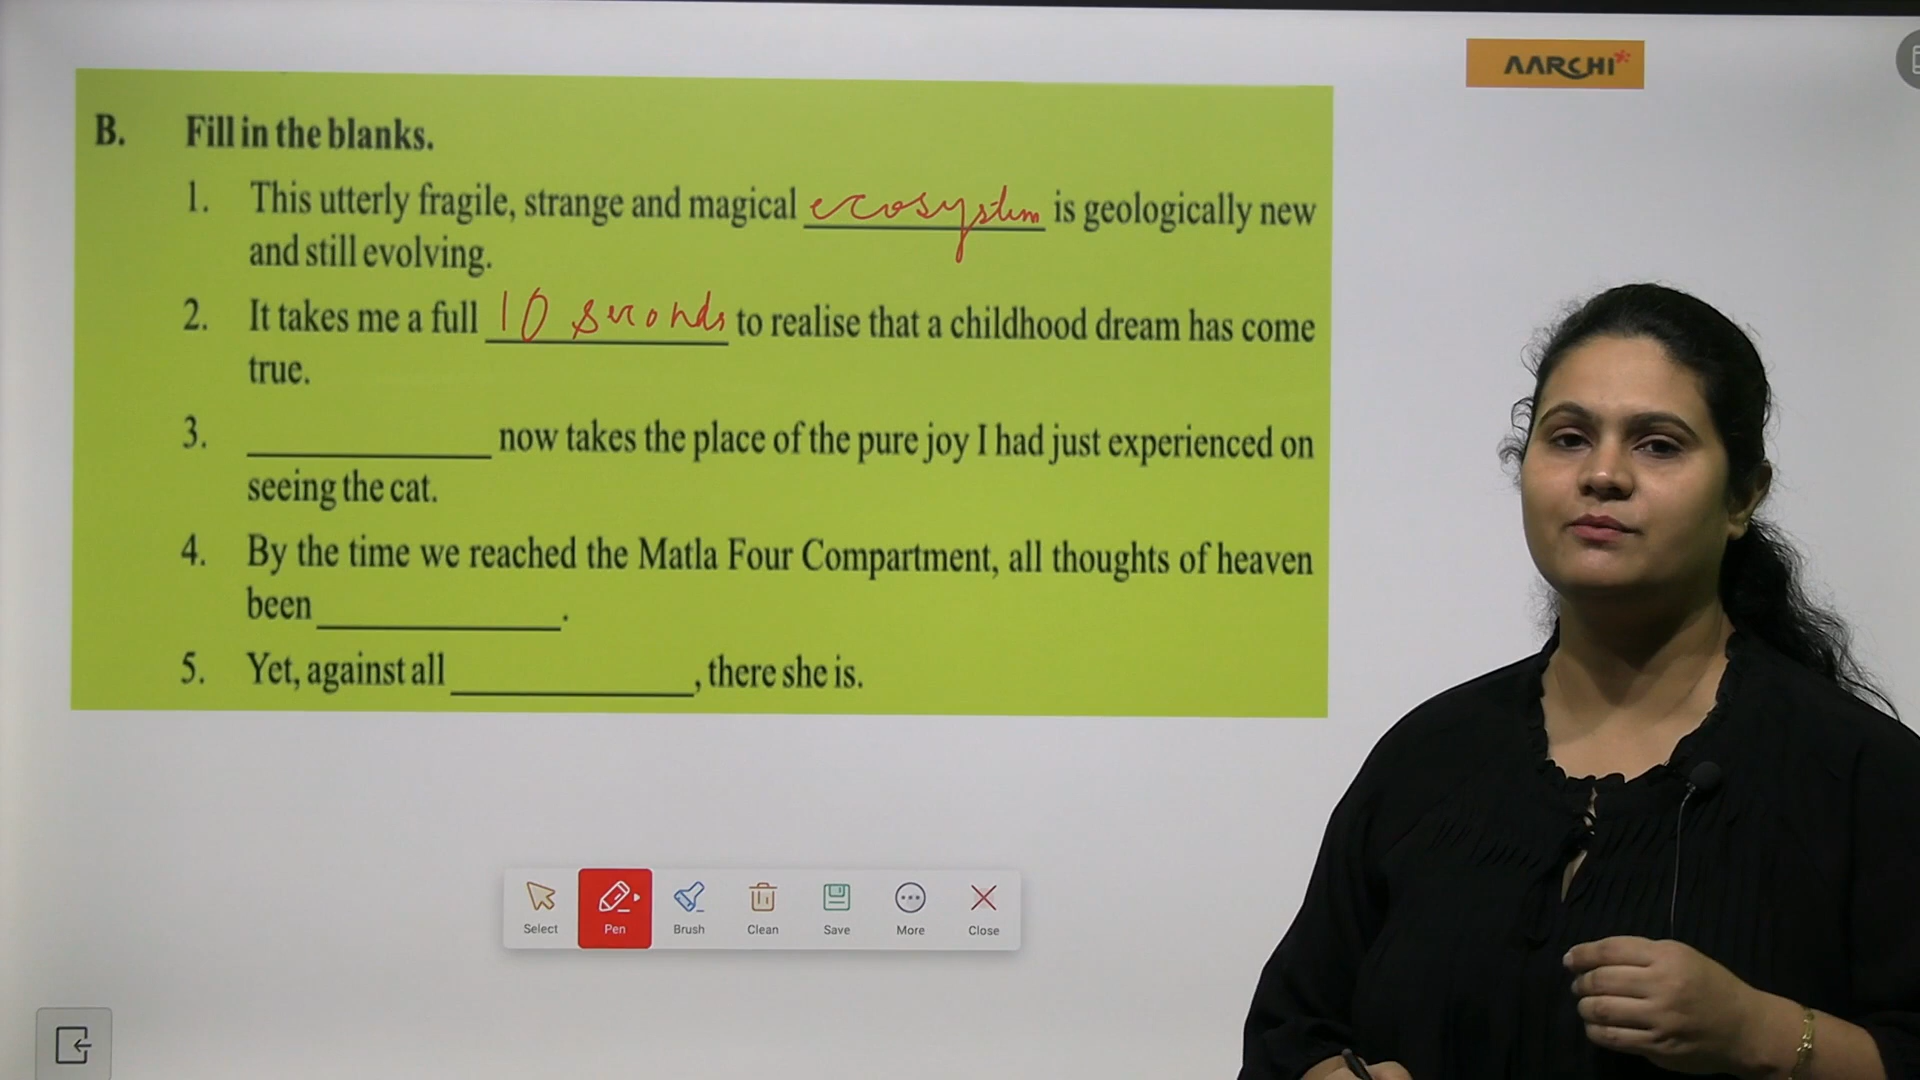 AARCHI*
B. Fill in the blanks.
1. This utterly fragile, strange and magical ecosystem is geologically new
and still evolving.
2. It takes me a full 10 seconds to realise that a childhood dream has come
true.
3. ____________ now takes the place of the pure joy I had just experienced on
seeing the cat.
4. By the time we reached the Matla Four Compartment, all thoughts of heaven
been ____________.
5. Yet, against all ____________, there she is.
Select Pen Brush Clean Save More Close